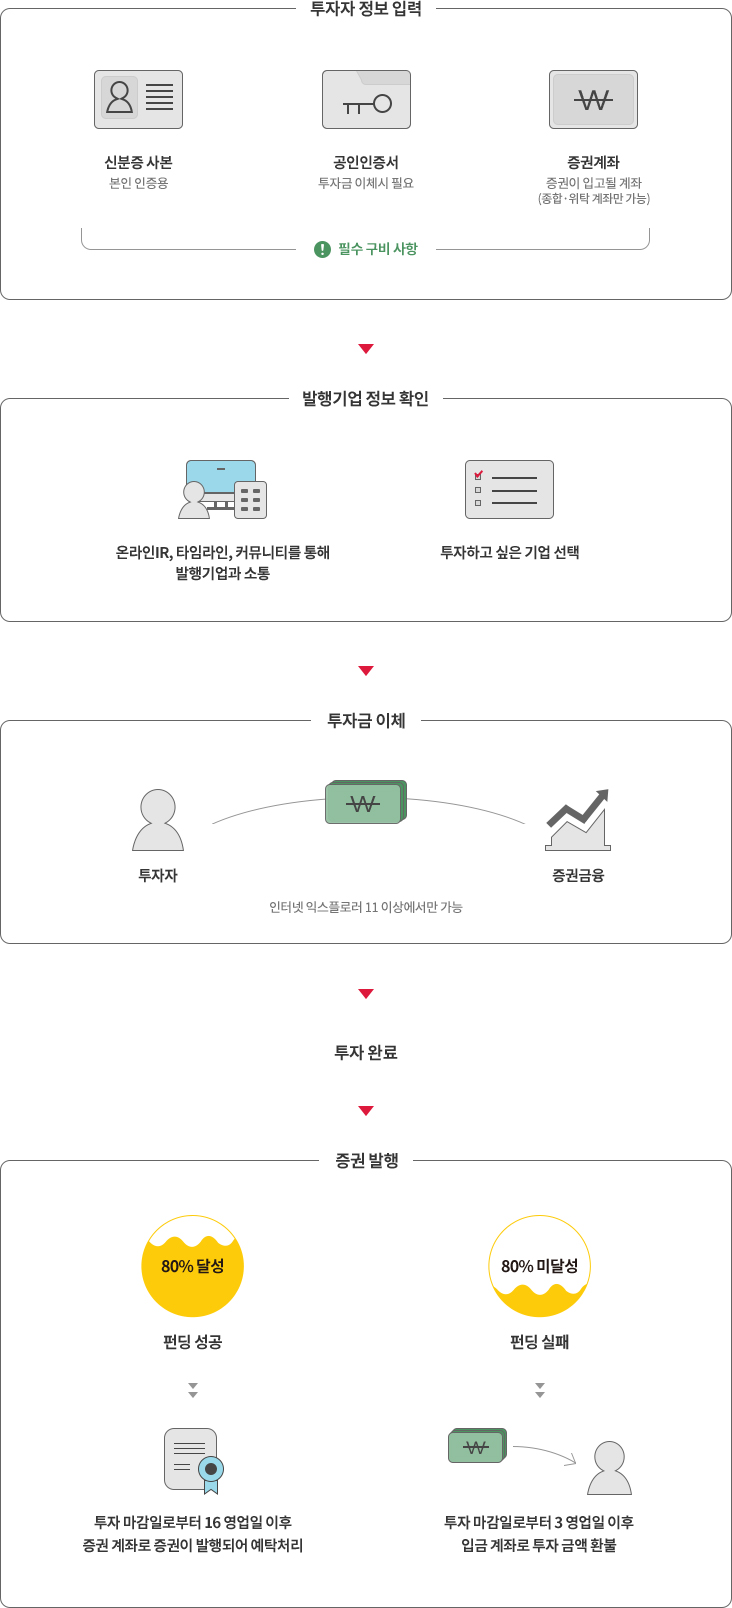 투자자 정보 입력
신분증 사본
본인 인증용
공인인증서
투자금 이체시 필요
증권계좌
증권이 입고될 계좌
(종합·위탁 계좌만 가능)
필수 구비 사항
발행기업 정보 확인
온라인IR, 타임라인, 커뮤니티를 통해
발행기업과 소통
투자하고 싶은 기업 선택
투자금 이체
투자자
증권금융
인터넷 익스플로러 11 이상에서만 가능
투자 완료
증권 발행
80% 달성
펀딩 성공
투자 마감일로부터 16 영업일 이후
증권 계좌로 증권이 발행되어 예탁처리
80% 미달성
펀딩 실패
투자 마감일로부터 3 영업일 이후
입금 계좌로 투자 금액 환불